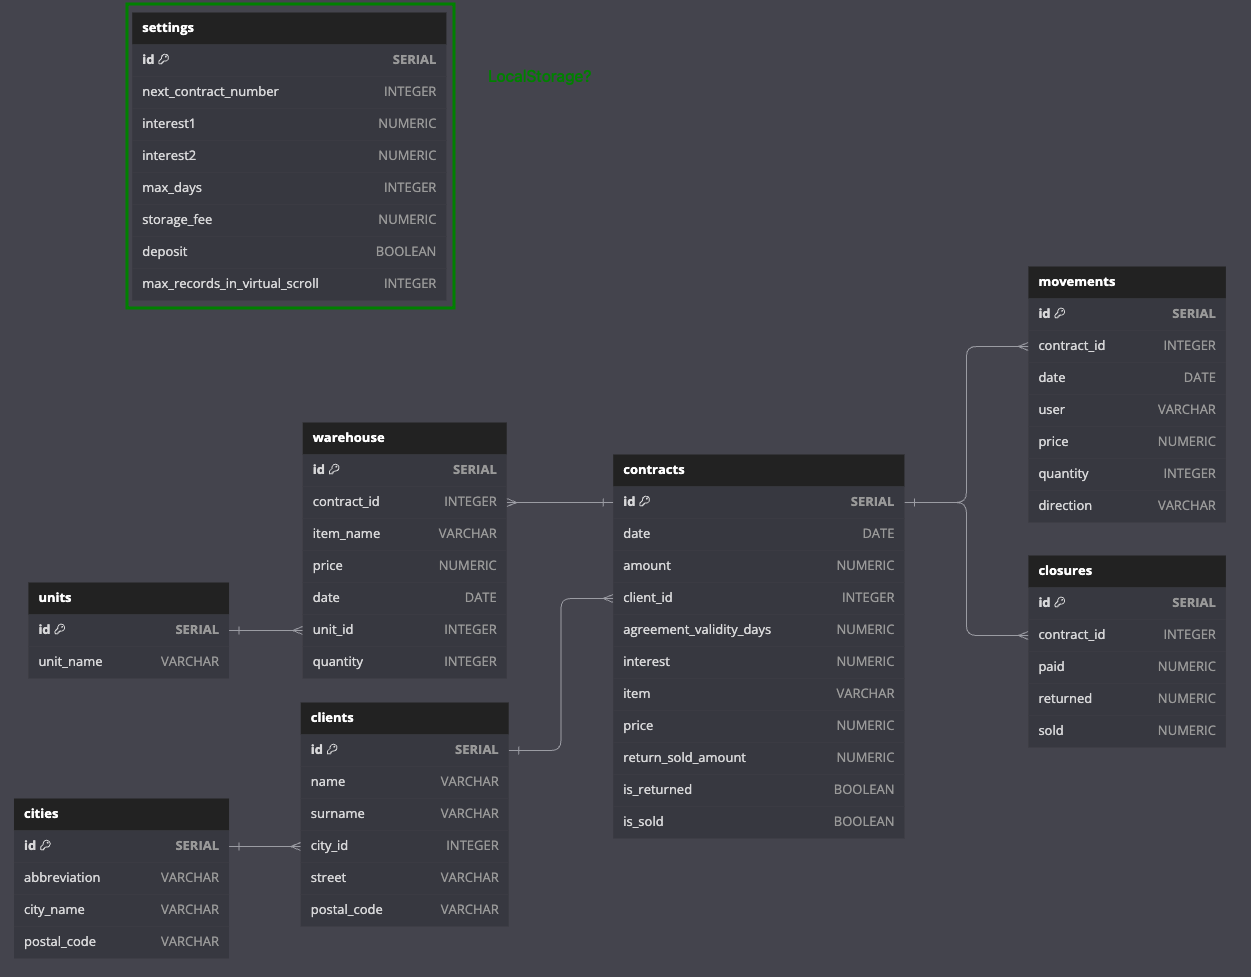 settings
id SERIAL
next_contract_number INTEGER
interest1 NUMERIC
interest2 NUMERIC
max_days INTEGER
storage_fee NUMERIC
deposit BOOLEAN
max_records_in_virtual_scroll INTEGER
LocalStorage?
movements
id SERIAL
contract_id INTEGER
date DATE
user VARCHAR
price NUMERIC
quantity INTEGER
direction VARCHAR
warehouse
id SERIAL
contract_id INTEGER
item_name VARCHAR
price NUMERIC
date DATE
unit_id INTEGER
quantity INTEGER
contracts
id SERIAL
date DATE
amount NUMERIC
client_id INTEGER
agreement_validity_days NUMERIC
interest NUMERIC
item VARCHAR
price NUMERIC
return_sold_amount NUMERIC
is_returned BOOLEAN
is_sold BOOLEAN
closures
id SERIAL
contract_id INTEGER
paid NUMERIC
returned NUMERIC
sold NUMERIC
units
id SERIAL
unit_name VARCHAR
clients
id SERIAL
name VARCHAR
surname VARCHAR
city_id INTEGER
street VARCHAR
postal_code VARCHAR
cities
id SERIAL
abbreviation VARCHAR
city_name VARCHAR
postal_code VARCHAR